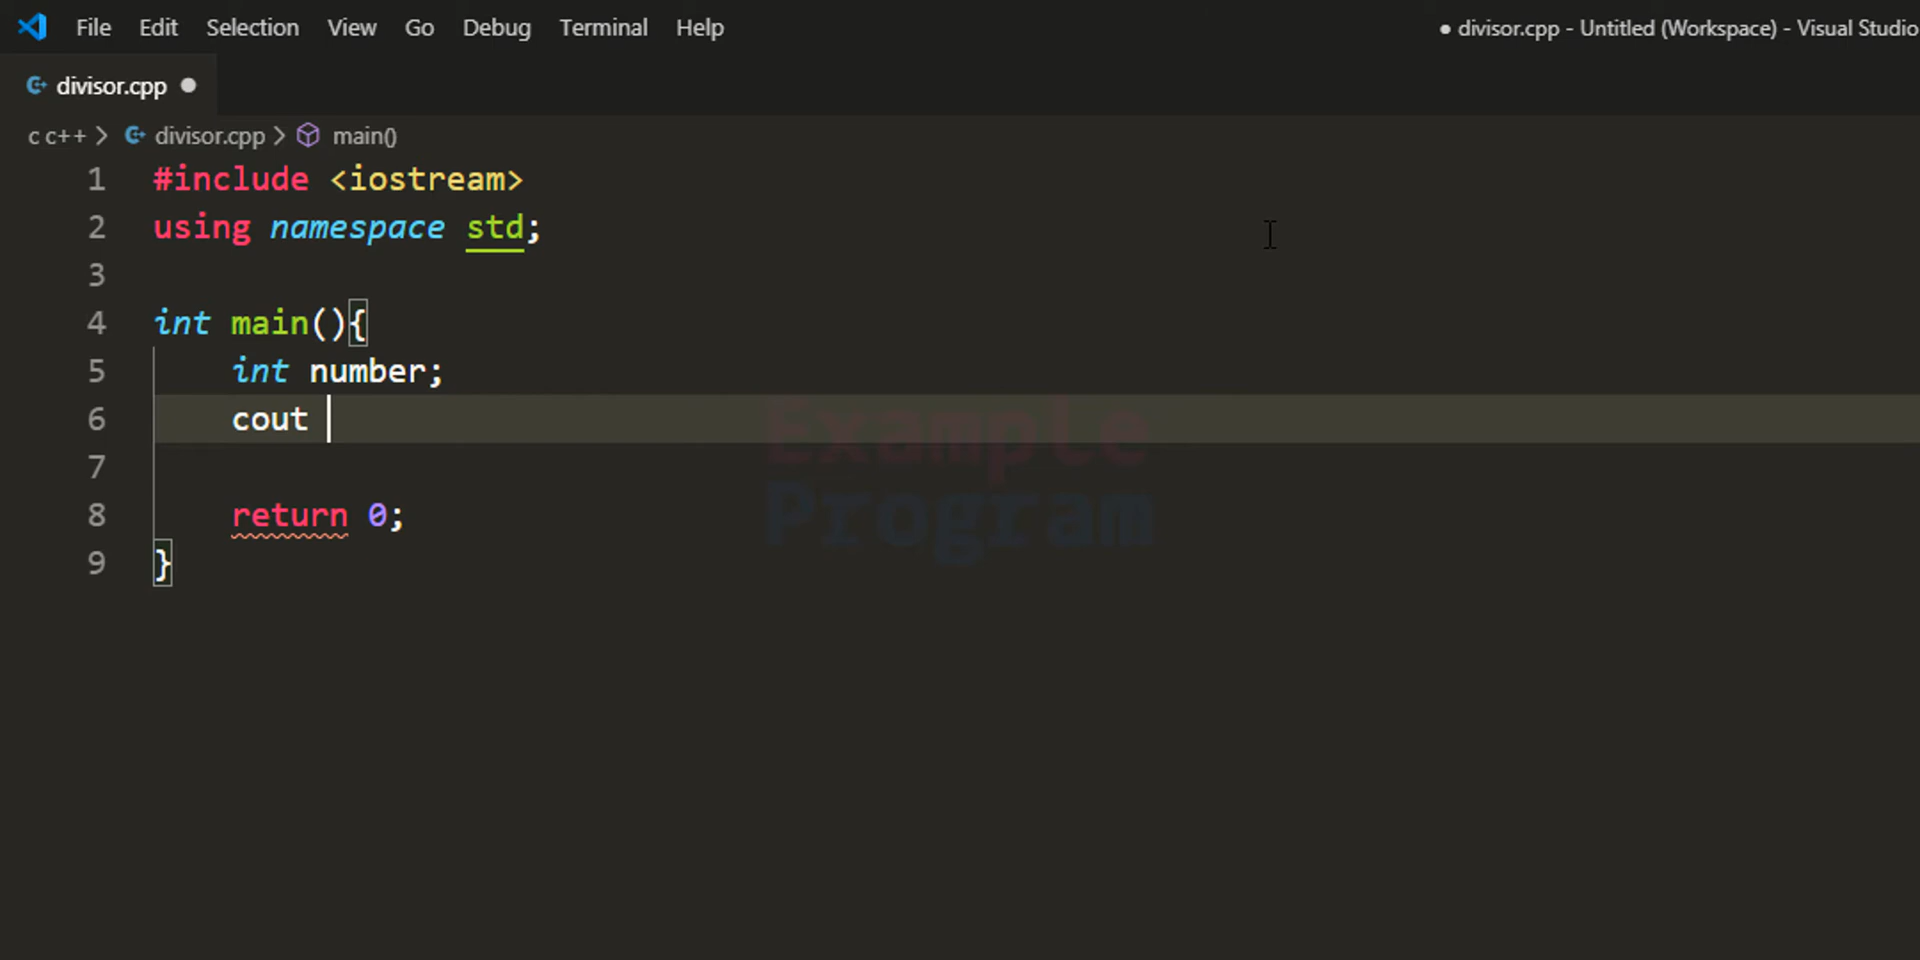 File Edit Selection View Go Debug Terminal Help ● divisor.cpp - Untitled (Workspace) - Visual Studio
divisor.cpp ●
c c++ > divisor.cpp > main()
1 #include <iostream>
2 using namespace std;
3
4 int main(){
5     int number;
6     cout
7
8     return 0;
9 }
Example
Program